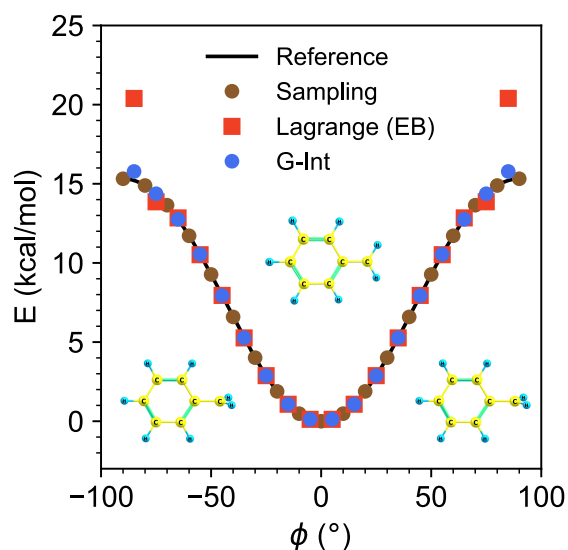 25
20
15
10
5
0
E (kcal/mol)
Reference
Sampling
Lagrange (EB)
G-Int
H H
H C C H
H C C C
C C H
H H
H H
H C C H
H C C C H
C C
H H
H H
H C C H
H C C C H
C C
H H
−100 −50 0 50 100
ϕ (°)